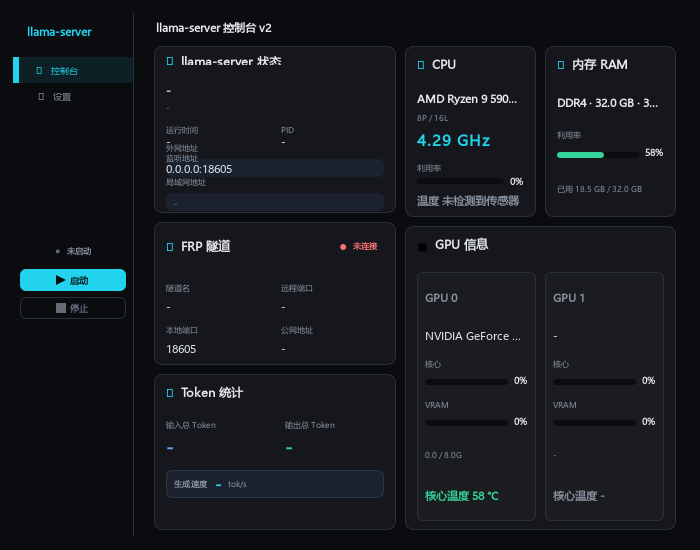 llama-server
控制台
设置
未启动
启动
停止
llama-server 控制台 v2
llama-server 状态
-
-
运行时间
PID
-
-
外网地址
监听地址
0.0.0.0:18605
局域网地址
-
FRP 隧道
未连接
隧道名
远程端口
-
-
本地端口
公网地址
18605
-
Token 统计
输入总 Token
输出总 Token
-
-
生成速度 - tok/s
CPU
AMD Ryzen 9 590...
8P / 16L
4.29 GHz
利用率
0%
温度 未检测到传感器
内存 RAM
DDR4 · 32.0 GB · 3...
利用率
58%
已用 18.5 GB / 32.0 GB
GPU 信息
GPU 0
NVIDIA GeForce ...
核心
0%
VRAM
0%
0.0 / 8.0G
核心温度 58 °C
GPU 1
-
核心
0%
VRAM
0%
-
核心温度 -